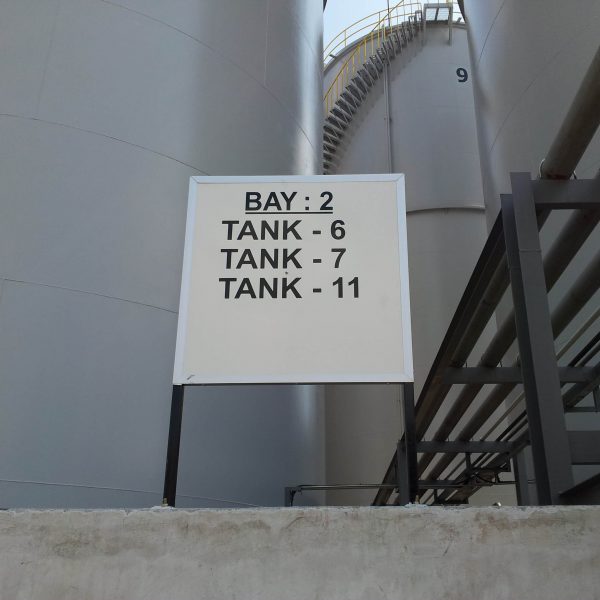 9
BAY : 2
TANK - 6
TANK - 7
TANK - 11